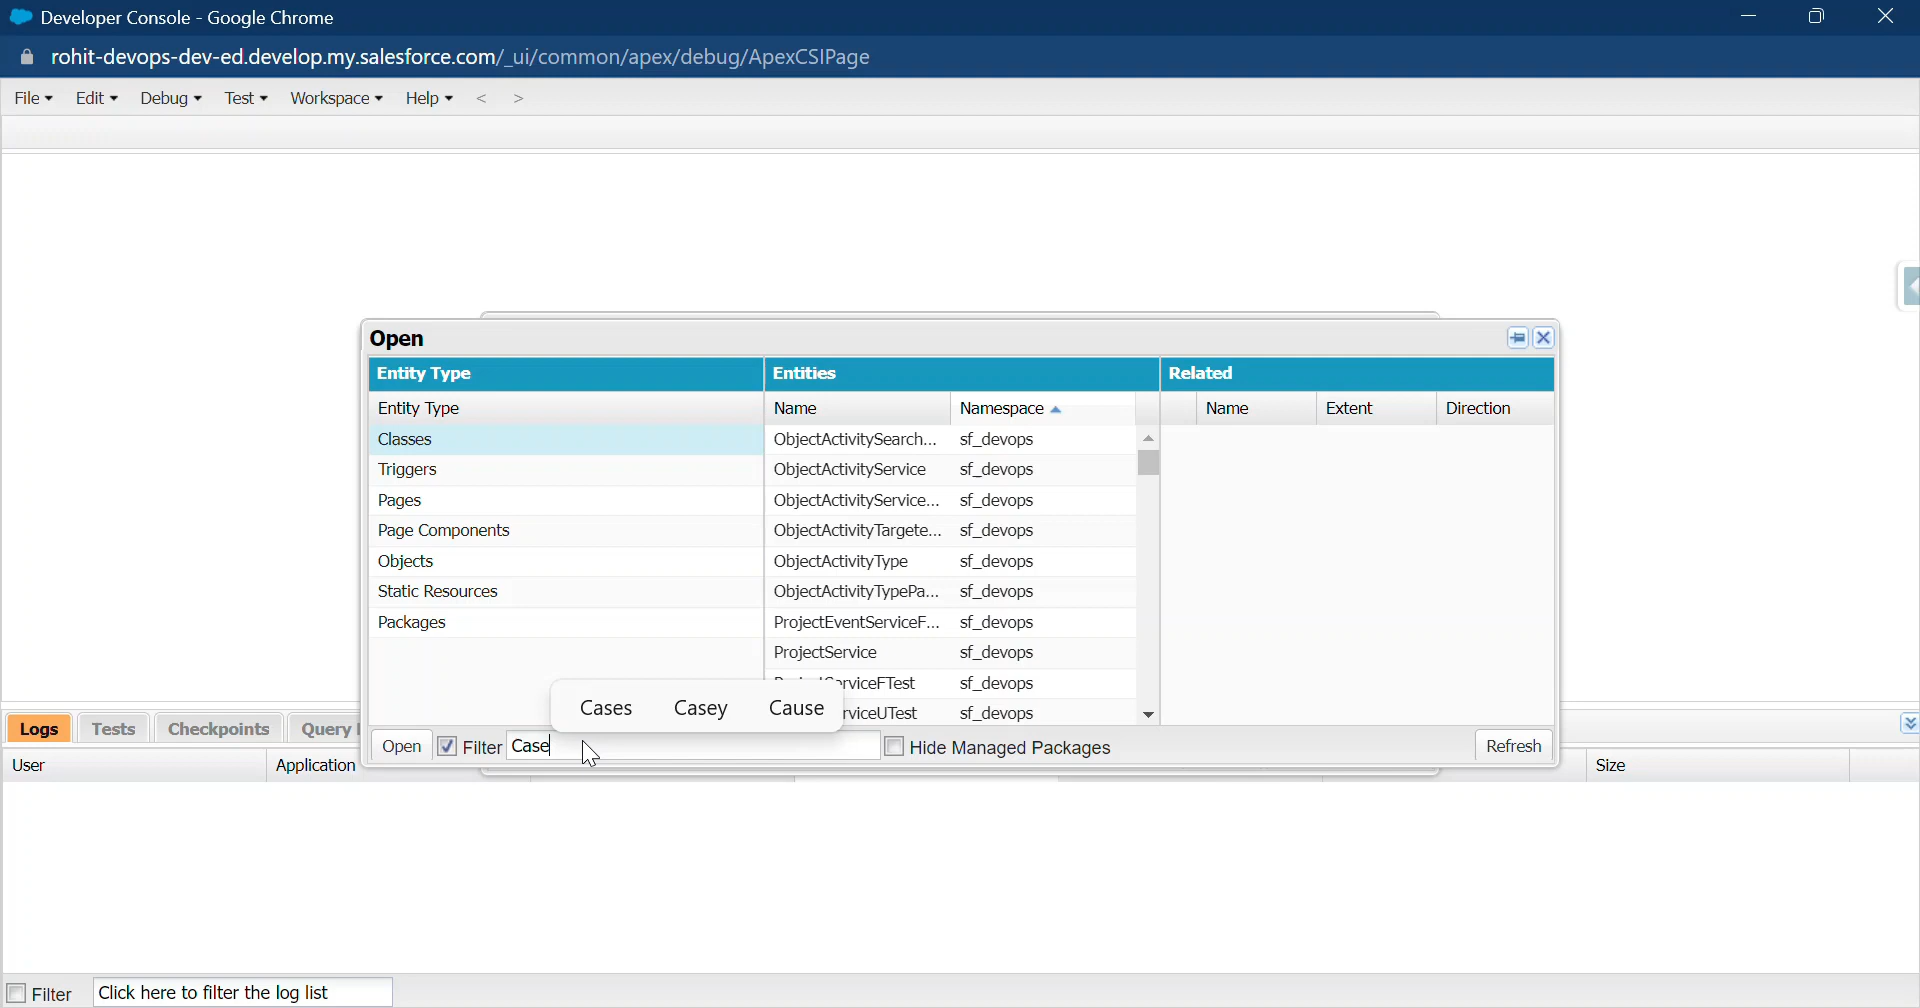 Developer Console - Google Chrome
rohit-devops-dev-ed.develop.my.salesforce.com/_ui/common/apex/debug/ApexCSIPage
File Edit Debug Test Workspace Help < >
Open
Entity Type Entities Related
Entity Type Name Namespace Name Extent Direction
Classes ObjectActivitySearch... sf_devops
Triggers ObjectActivityService sf_devops
Pages ObjectActivityService... sf_devops
Page Components ObjectActivityTargete... sf_devops
Objects ObjectActivityType sf_devops
Static Resources ObjectActivityTypePa... sf_devops
Packages ProjectEventServiceF... sf_devops
ProjectService sf_devops
erviceFTest sf_devops
Cases Casey Cause
rviceUTest sf_devops
Logs Tests Checkpoints Query
Open Filter Case Hide Managed Packages Refresh
User Application Size
Filter Click here to filter the log list